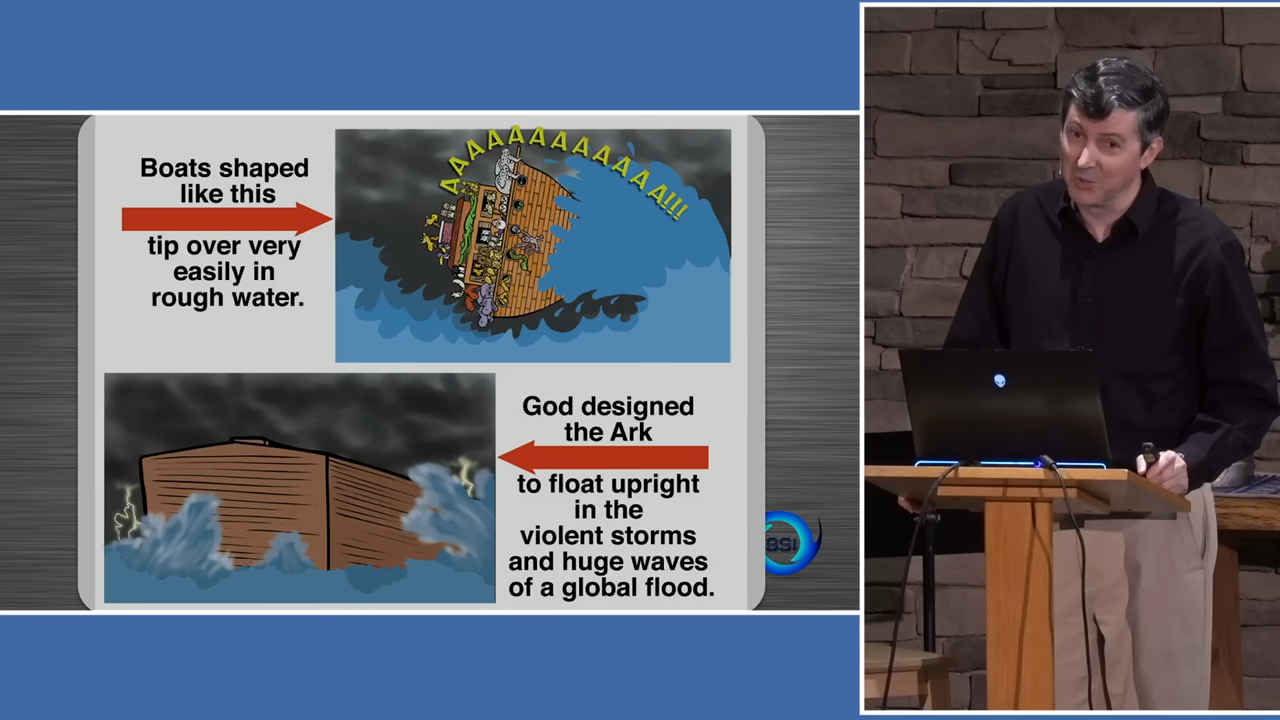 Boats shaped
like this
tip over very
easily in
rough water.
AAAAAAAAAAAAA!!!
God designed
the Ark
to float upright
in the
violent storms
and huge waves
of a global flood.
BSI